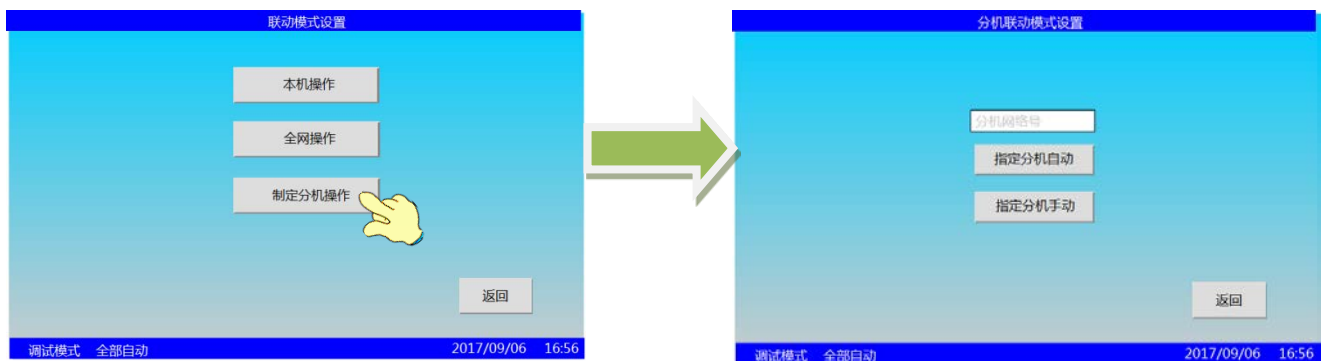 联动模式设置
本机操作
全网操作
制定分机操作
返回
调试模式 全部自动 2017/09/06 16:56
分机联动模式设置
分机网络号
指定分机自动
指定分机手动
返回
调试模式 全部自动 2017/09/06 16:56